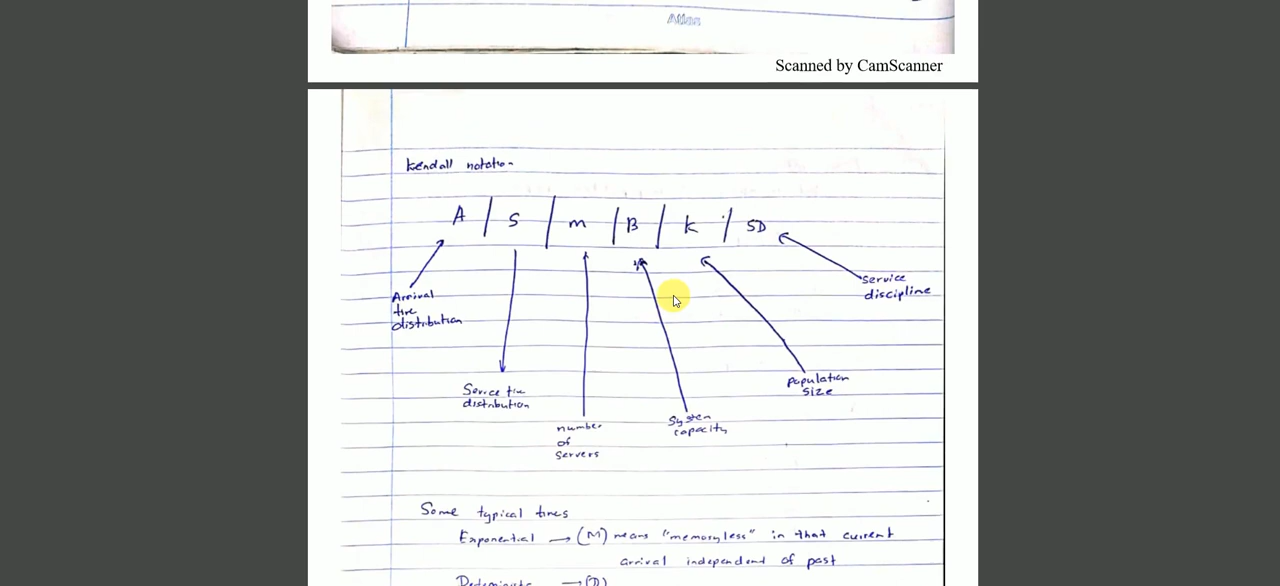 Atlas
Scanned by CamScanner
Kendall notation
A / S / m / B / K / SD
Arrival
time
distribution
Service
discipline
Service time
distribution
Population
size
number
of
Servers
System
capacity
Some typical times
Exponential → (M) means "memoryless" in that current
arrival independent of past
→ (D)